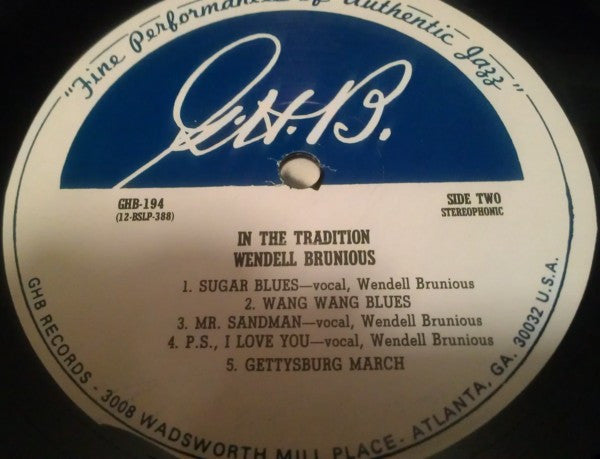 "Fine Performances of Authentic Jazz"
G.H.B.
GHB-194
(12-BSLP-388)
SIDE TWO
STEREOPHONIC
IN THE TRADITION
WENDELL BRUNIOUS
1. SUGAR BLUES—vocal, Wendell Brunious
2. WANG WANG BLUES
3. MR. SANDMAN—vocal, Wendell Brunious
4. P.S., I LOVE YOU—vocal, Wendell Brunious
5. GETTYSBURG MARCH
GHB RECORDS - 3008 WADSWORTH MILL PLACE. ATLANTA, GA. 30032 U.S.A.